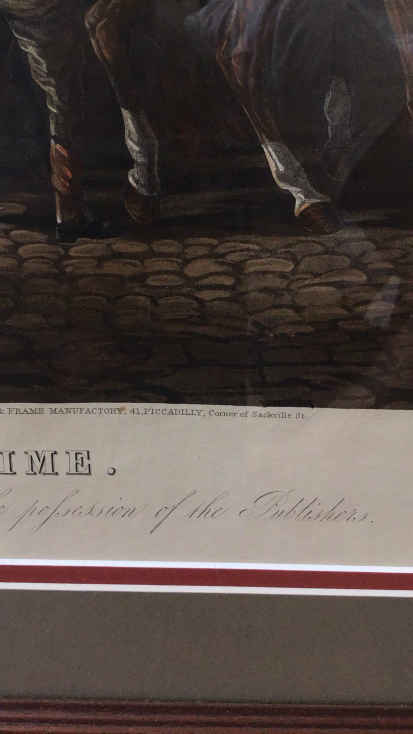 & FRAME MANUFACTORY. 41, PICCADILLY, Corner of Sackville St.
IME.
poſsession of the Publishers.